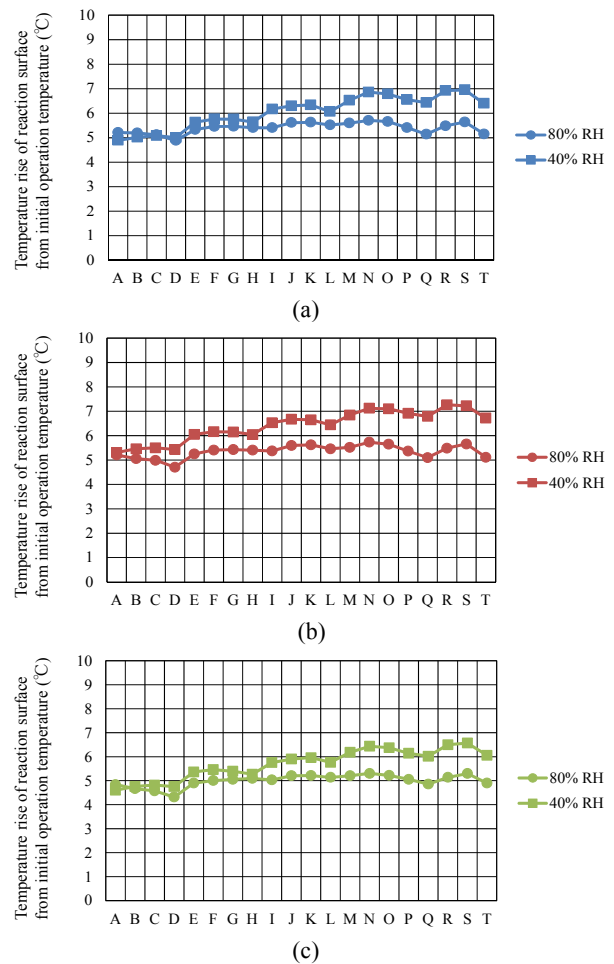 Temperature rise of reaction surface
from initial operation temperature (℃)
10
9
8
7
6
5
4
3
2
1
0
A B C D E F G H I J K L M N O P Q R S T
80% RH
40% RH
(a)
Temperature rise of reaction surface
from initial operation temperature (℃)
10
9
8
7
6
5
4
3
2
1
0
A B C D E F G H I J K L M N O P Q R S T
80% RH
40% RH
(b)
Temperature rise of reaction surface
from initial operation temperature (℃)
10
9
8
7
6
5
4
3
2
1
0
A B C D E F G H I J K L M N O P Q R S T
80% RH
40% RH
(c)